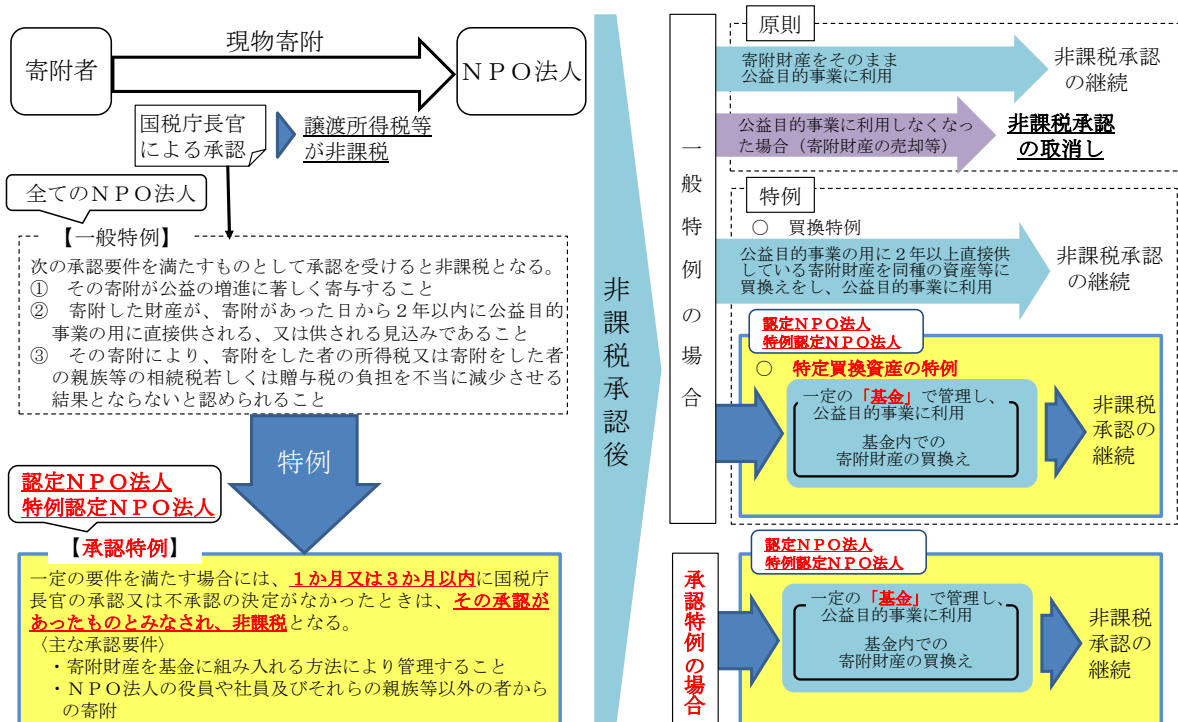 現物寄附
寄附者
ＮＰＯ法人
国税庁長官
による承認
譲渡所得税等
が非課税
全てのＮＰＯ法人
【一般特例】
次の承認要件を満たすものとして承認を受けると非課税となる。
① その寄附が公益の増進に著しく寄与すること
② 寄附した財産が、寄附があった日から２年以内に公益目的
事業の用に直接供される、又は供される見込みであること
③ その寄附により、寄附をした者の所得税又は寄附をした者
の親族等の相続税若しくは贈与税の負担を不当に減少させる
結果とならないと認められること
特例
認定ＮＰＯ法人
特例認定ＮＰＯ法人
【承認特例】
一定の要件を満たす場合には、１か月又は３か月以内に国税庁
長官の承認又は不承認の決定がなかったときは、その承認が
あったものとみなされ、非課税となる。
〈主な承認要件〉
・寄附財産を基金に組み入れる方法により管理すること
・ＮＰＯ法人の役員や社員及びそれらの親族等以外の者から
の寄附
非課税承認後
一般特例の場合
原則
寄附財産をそのまま
公益目的事業に利用
非課税承認
の継続
公益目的事業に利用しなくなっ
た場合（寄附財産の売却等）
非課税承認
の取消し
特例
○ 買換特例
公益目的事業の用に２年以上直接供
している寄附財産を同種の資産等に
買換えをし、公益目的事業に利用
非課税承認
の継続
認定ＮＰＯ法人
特例認定ＮＰＯ法人
○ 特定買換資産の特例
一定の「基金」で管理し、
公益目的事業に利用
基金内での
寄附財産の買換え
非課税
承認の
継続
承認特例の場合
認定ＮＰＯ法人
特例認定ＮＰＯ法人
一定の「基金」で管理し、
公益目的事業に利用
基金内での
寄附財産の買換え
非課税
承認の
継続